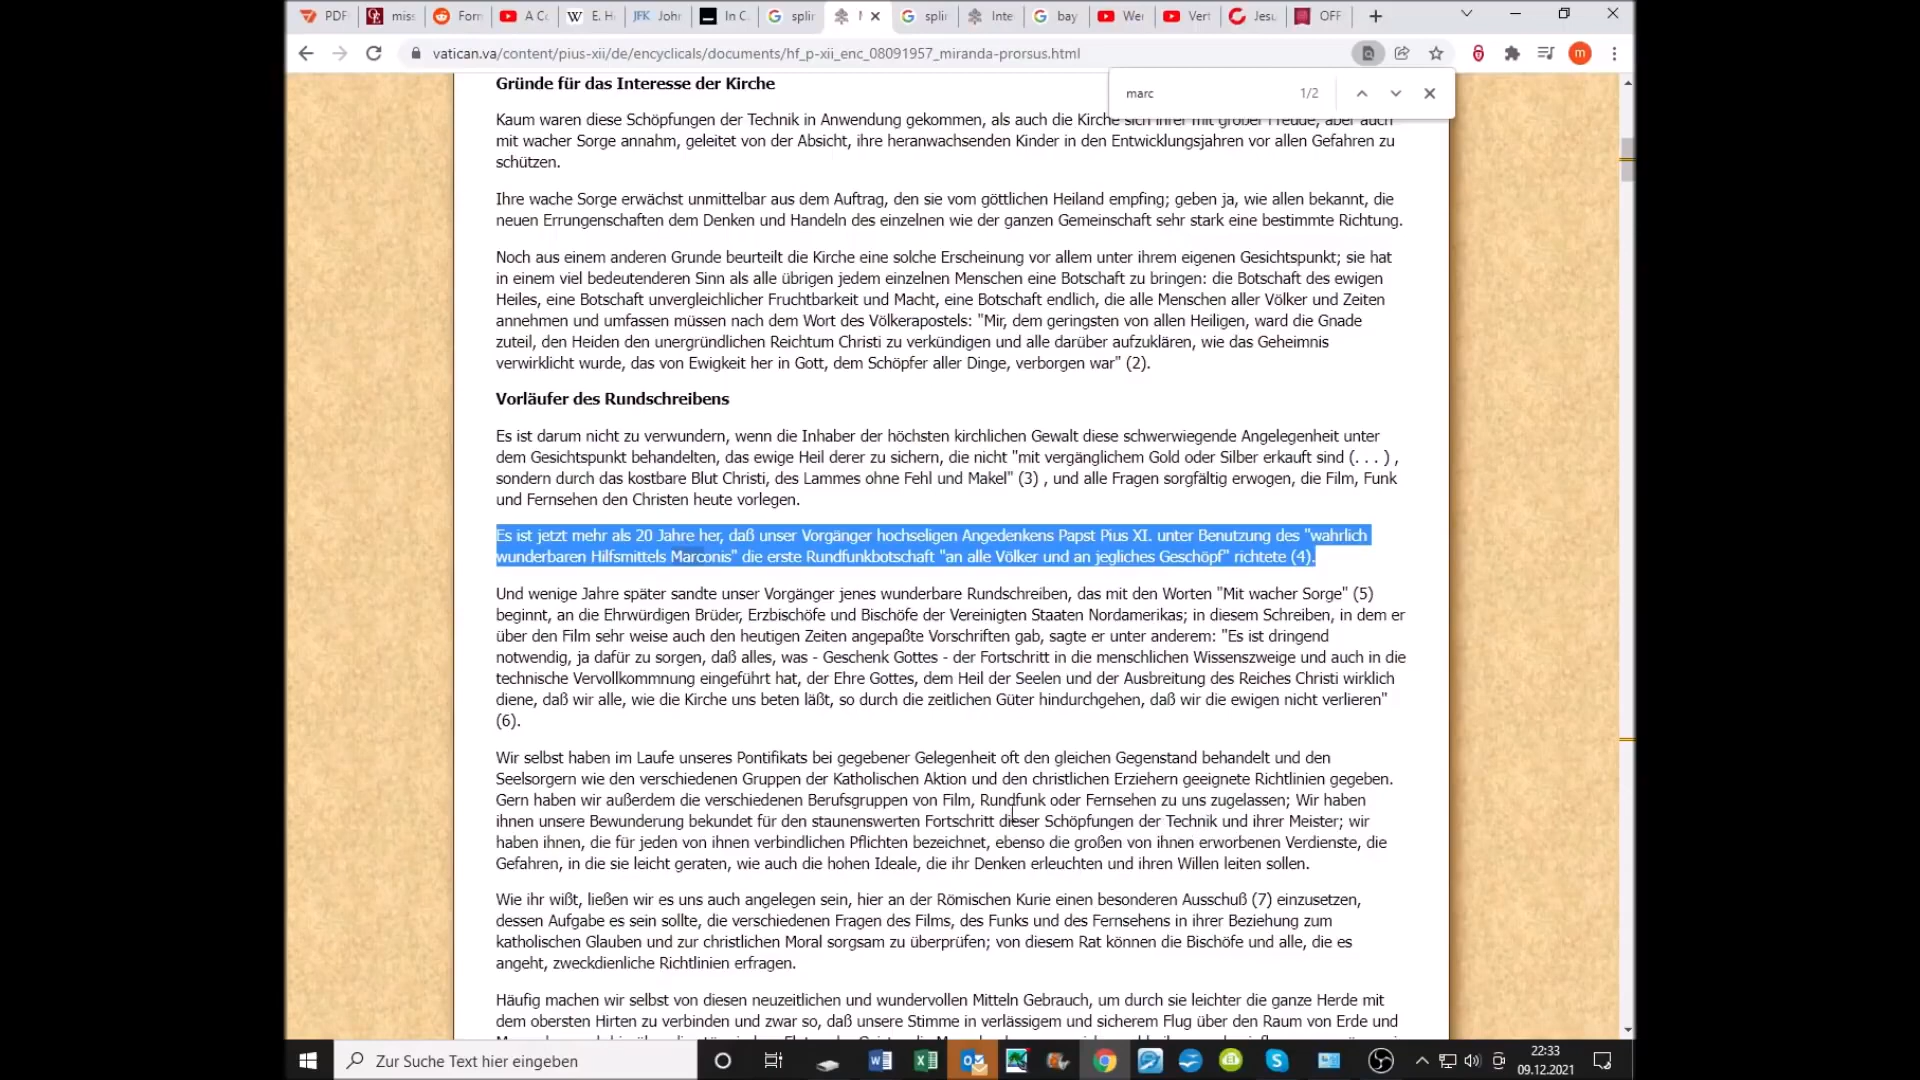 PDF
miss
Form
A Co
W E. H
JFK John
In C
G splin
G splin
Inte
G bay
Wer
Vert
Jesu
OFF
vatican.va/content/pius-xii/de/encyclicals/documents/hf_p-xii_enc_08091957_miranda-prorsus.html
m
marc 1/2
Gründe für das Interesse der Kirche
Kaum waren diese Schöpfungen der Technik in Anwendung gekommen, als auch die Kirche sich ihrer mit großer Freude, aber auch
mit wacher Sorge annahm, geleitet von der Absicht, ihre heranwachsenden Kinder in den Entwicklungsjahren vor allen Gefahren zu
schützen.
Ihre wache Sorge erwächst unmittelbar aus dem Auftrag, den sie vom göttlichen Heiland empfing; geben ja, wie allen bekannt, die
neuen Errungenschaften dem Denken und Handeln des einzelnen wie der ganzen Gemeinschaft sehr stark eine bestimmte Richtung.
Noch aus einem anderen Grunde beurteilt die Kirche eine solche Erscheinung vor allem unter ihrem eigenen Gesichtspunkt; sie hat
in einem viel bedeutenderen Sinn als alle übrigen jedem einzelnen Menschen eine Botschaft zu bringen: die Botschaft des ewigen
Heiles, eine Botschaft unvergleichlicher Fruchtbarkeit und Macht, eine Botschaft endlich, die alle Menschen aller Völker und Zeiten
annehmen und umfassen müssen nach dem Wort des Völkerapostels: "Mir, dem geringsten von allen Heiligen, ward die Gnade
zuteil, den Heiden den unergründlichen Reichtum Christi zu verkündigen und alle darüber aufzuklären, wie das Geheimnis
verwirklicht wurde, das von Ewigkeit her in Gott, dem Schöpfer aller Dinge, verborgen war" (2).
Vorläufer des Rundschreibens
Es ist darum nicht zu verwundern, wenn die Inhaber der höchsten kirchlichen Gewalt diese schwerwiegende Angelegenheit unter
dem Gesichtspunkt behandelten, das ewige Heil derer zu sichern, die nicht "mit vergänglichem Gold oder Silber erkauft sind (. . . ) ,
sondern durch das kostbare Blut Christi, des Lammes ohne Fehl und Makel" (3) , und alle Fragen sorgfältig erwogen, die Film, Funk
und Fernsehen den Christen heute vorlegen.
Es ist jetzt mehr als 20 Jahre her, daß unser Vorgänger hochseligen Angedenkens Papst Pius XI. unter Benutzung des "wahrlich
wunderbaren Hilfsmittels Marconis" die erste Rundfunkbotschaft "an alle Völker und an jegliches Geschöpf" richtete (4).
Und wenige Jahre später sandte unser Vorgänger jenes wunderbare Rundschreiben, das mit den Worten "Mit wacher Sorge" (5)
beginnt, an die Ehrwürdigen Brüder, Erzbischöfe und Bischöfe der Vereinigten Staaten Nordamerikas; in diesem Schreiben, in dem er
über den Film sehr weise auch den heutigen Zeiten angepaßte Vorschriften gab, sagte er unter anderem: "Es ist dringend
notwendig, ja dafür zu sorgen, daß alles, was - Geschenk Gottes - der Fortschritt in die menschlichen Wissenszweige und auch in die
technische Vervollkommnung eingeführt hat, der Ehre Gottes, dem Heil der Seelen und der Ausbreitung des Reiches Christi wirklich
diene, daß wir alle, wie die Kirche uns beten läßt, so durch die zeitlichen Güter hindurchgehen, daß wir die ewigen nicht verlieren"
(6).
Wir selbst haben im Laufe unseres Pontifikats bei gegebener Gelegenheit oft den gleichen Gegenstand behandelt und den
Seelsorgern wie den verschiedenen Gruppen der Katholischen Aktion und den christlichen Erziehern geeignete Richtlinien gegeben.
Gern haben wir außerdem die verschiedenen Berufsgruppen von Film, Rundfunk oder Fernsehen zu uns zugelassen; Wir haben
ihnen unsere Bewunderung bekundet für den staunenswerten Fortschritt dieser Schöpfungen der Technik und ihrer Meister; wir
haben ihnen, die für jeden von ihnen verbindlichen Pflichten bezeichnet, ebenso die großen von ihnen erworbenen Verdienste, die
Gefahren, in die sie leicht geraten, wie auch die hohen Ideale, die ihr Denken erleuchten und ihren Willen leiten sollen.
Wie ihr wißt, ließen wir es uns auch angelegen sein, hier an der Römischen Kurie einen besonderen Ausschuß (7) einzusetzen,
dessen Aufgabe es sein sollte, die verschiedenen Fragen des Films, des Funks und des Fernsehens in ihrer Beziehung zum
katholischen Glauben und zur christlichen Moral sorgsam zu überprüfen; von diesem Rat können die Bischöfe und alle, die es
angeht, zweckdienliche Richtlinien erfragen.
Häufig machen wir selbst von diesen neuzeitlichen und wundervollen Mitteln Gebrauch, um durch sie leichter die ganze Herde mit
dem obersten Hirten zu verbinden und zwar so, daß unsere Stimme in verlässigem und sicherem Flug über den Raum von Erde und
Zur Suche Text hier eingeben
22:33
09.12.2021